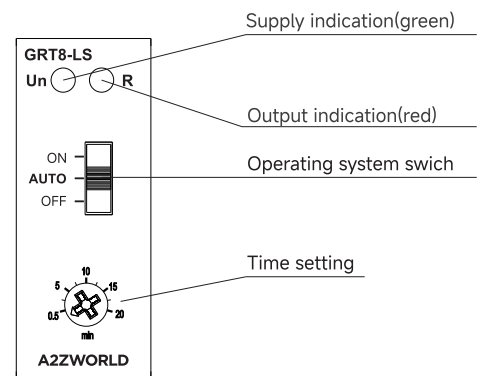 Supply indication(green)
GRT8-LS
Un R
Output indication(red)
ON
AUTO
OFF
Operating system swich
Time setting
10
5 15
0.5 20
min
A2ZWORLD